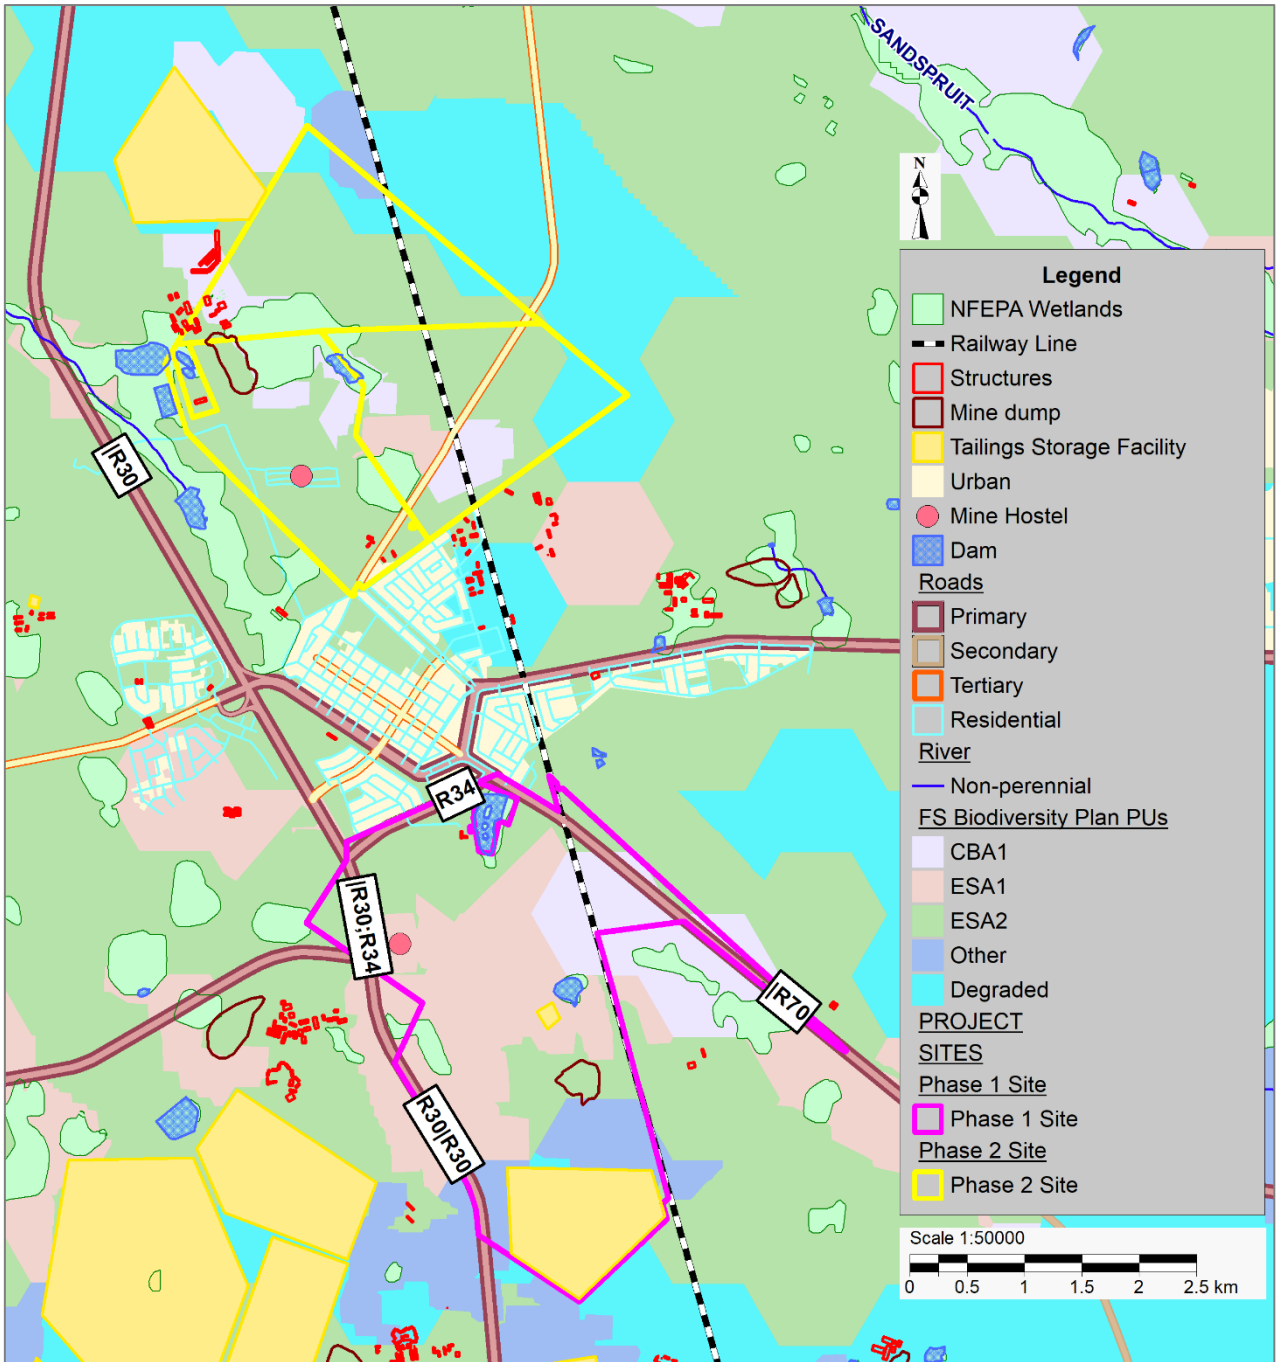 SANDSPRUIT
N
|R30
R34
|R30;R34
|R70
R30|R30
Legend
NFEPA Wetlands
Railway Line
Structures
Mine dump
Tailings Storage Facility
Urban
Mine Hostel
Dam
Roads
Primary
Secondary
Tertiary
Residential
River
Non-perennial
FS Biodiversity Plan PUs
CBA1
ESA1
ESA2
Other
Degraded
PROJECT
SITES
Phase 1 Site
Phase 1 Site
Phase 2 Site
Phase 2 Site
Scale 1:50000
0 0.5 1 1.5 2 2.5 km